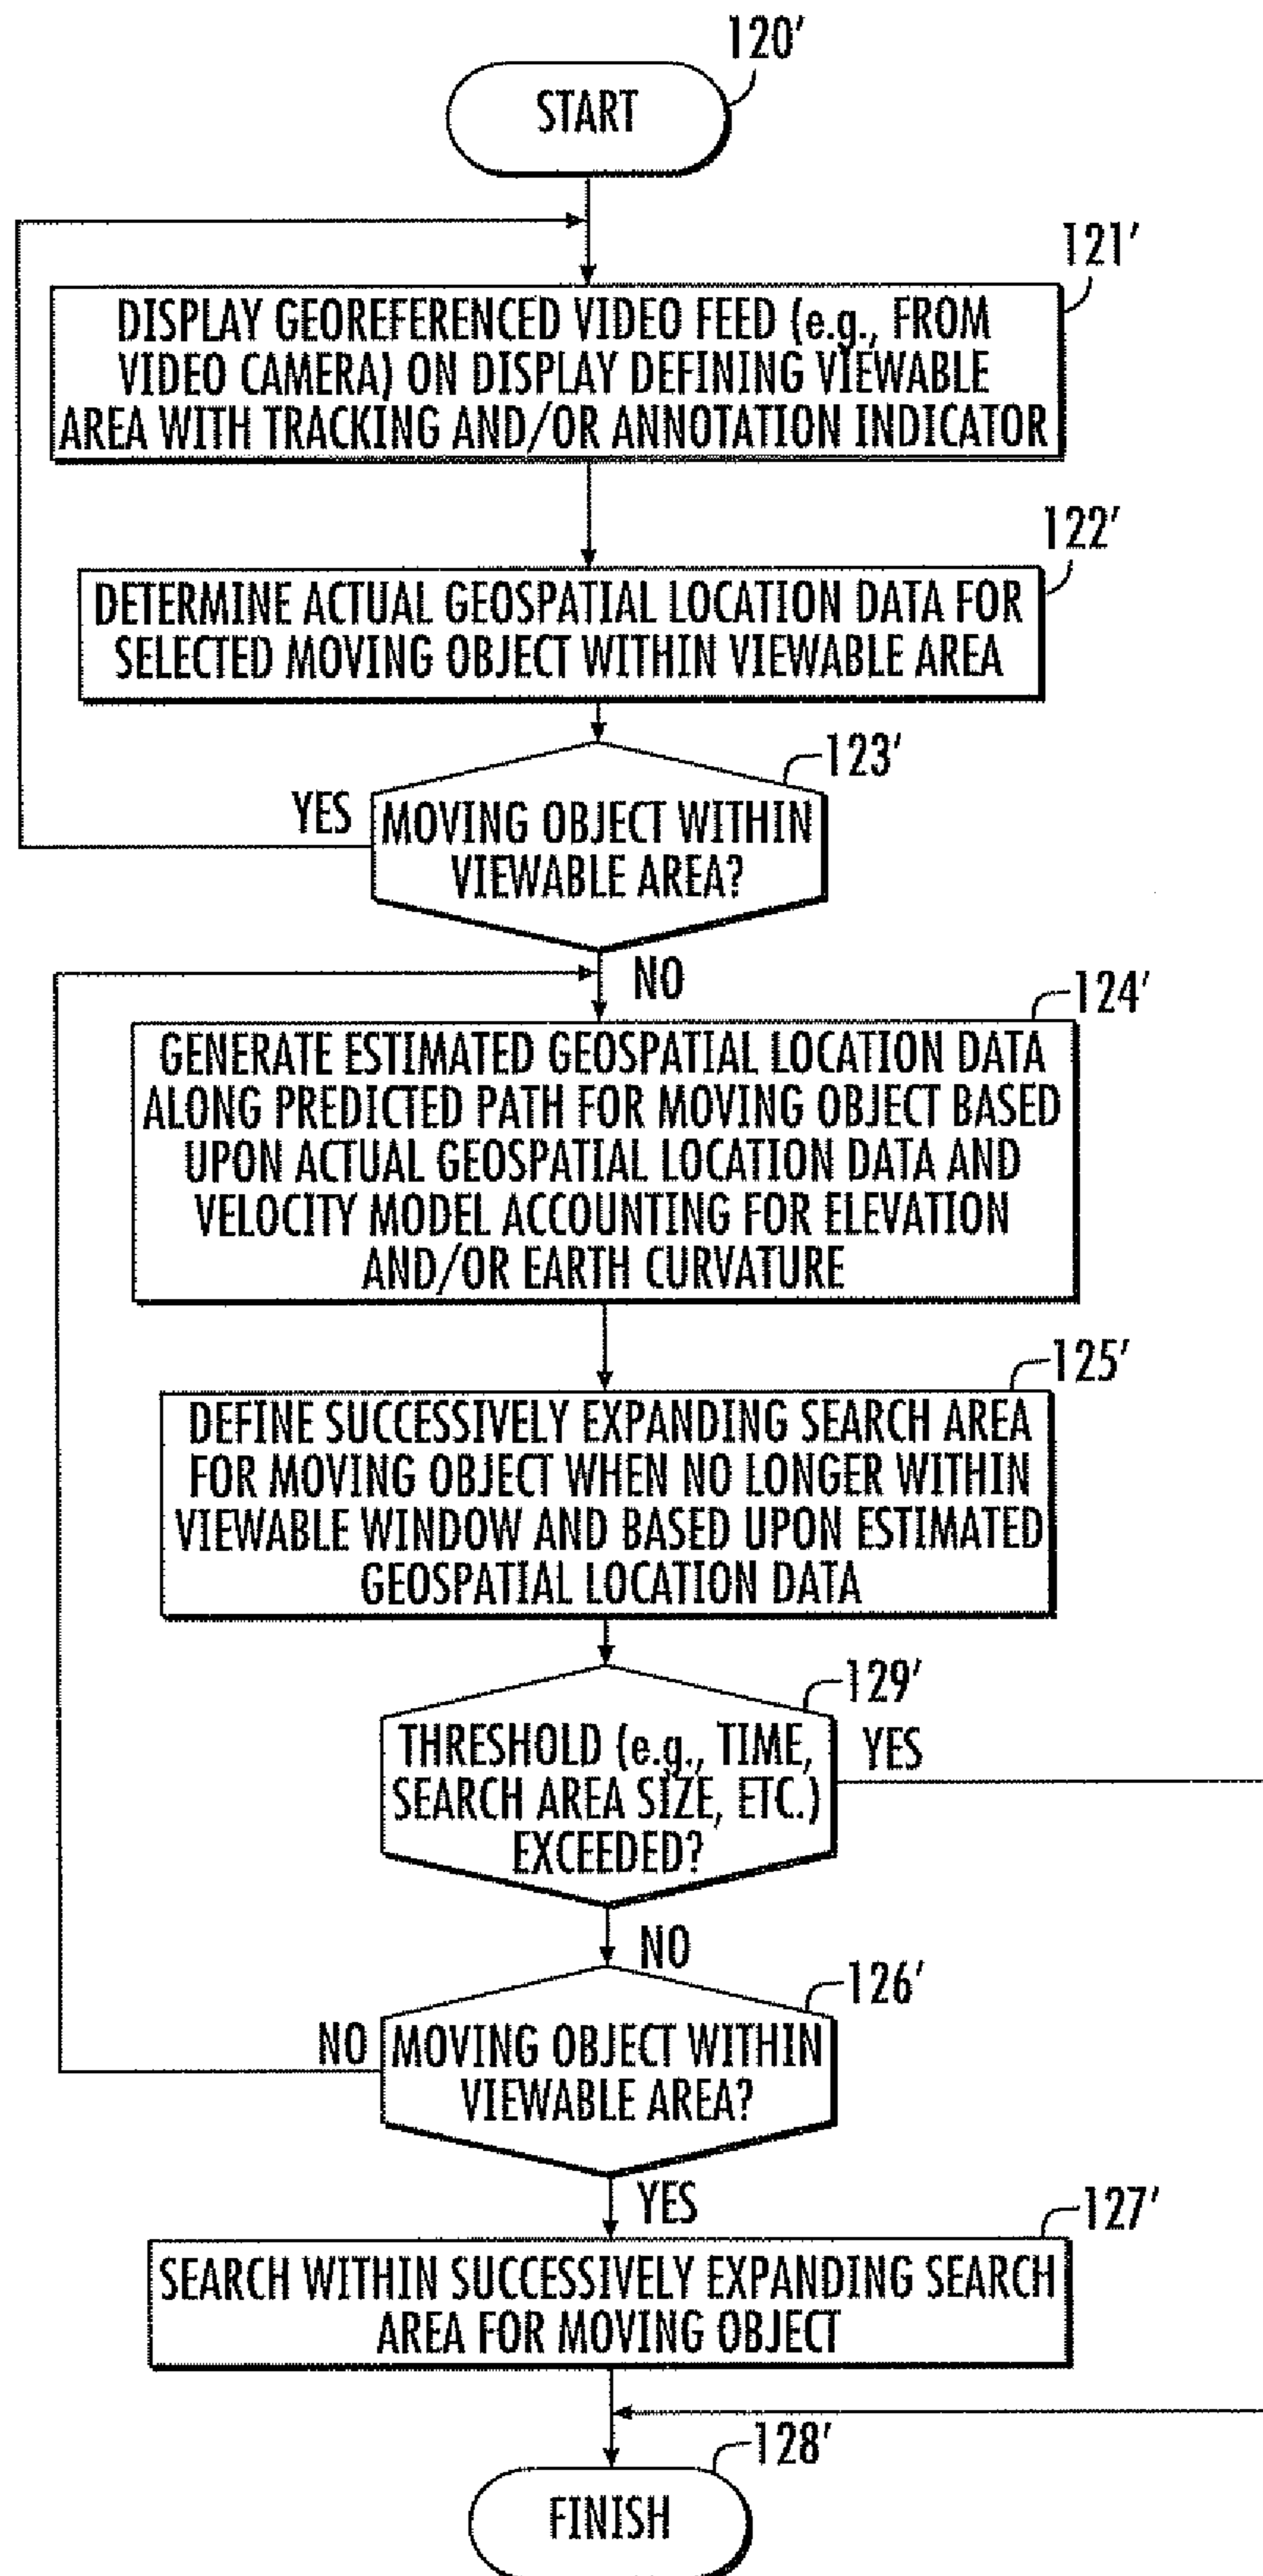 120'
START
121'
DISPLAY GEOREFERENCED VIDEO FEED (e.g., FROM
VIDEO CAMERA) ON DISPLAY DEFINING VIEWABLE
AREA WITH TRACKING AND/OR ANNOTATION INDICATOR
122'
DETERMINE ACTUAL GEOSPATIAL LOCATION DATA FOR
SELECTED MOVING OBJECT WITHIN VIEWABLE AREA
123'
YES
MOVING OBJECT WITHIN
VIEWABLE AREA?
NO
124'
GENERATE ESTIMATED GEOSPATIAL LOCATION DATA
ALONG PREDICTED PATH FOR MOVING OBJECT BASED
UPON ACTUAL GEOSPATIAL LOCATION DATA AND
VELOCITY MODEL ACCOUNTING FOR ELEVATION
AND/OR EARTH CURVATURE
125'
DEFINE SUCCESSIVELY EXPANDING SEARCH AREA
FOR MOVING OBJECT WHEN NO LONGER WITHIN
VIEWABLE WINDOW AND BASED UPON ESTIMATED
GEOSPATIAL LOCATION DATA
129'
THRESHOLD (e.g., TIME,
SEARCH AREA SIZE, ETC.)
EXCEEDED?
YES
NO
126'
NO
MOVING OBJECT WITHIN
VIEWABLE AREA?
YES
127'
SEARCH WITHIN SUCCESSIVELY EXPANDING SEARCH
AREA FOR MOVING OBJECT
128'
FINISH